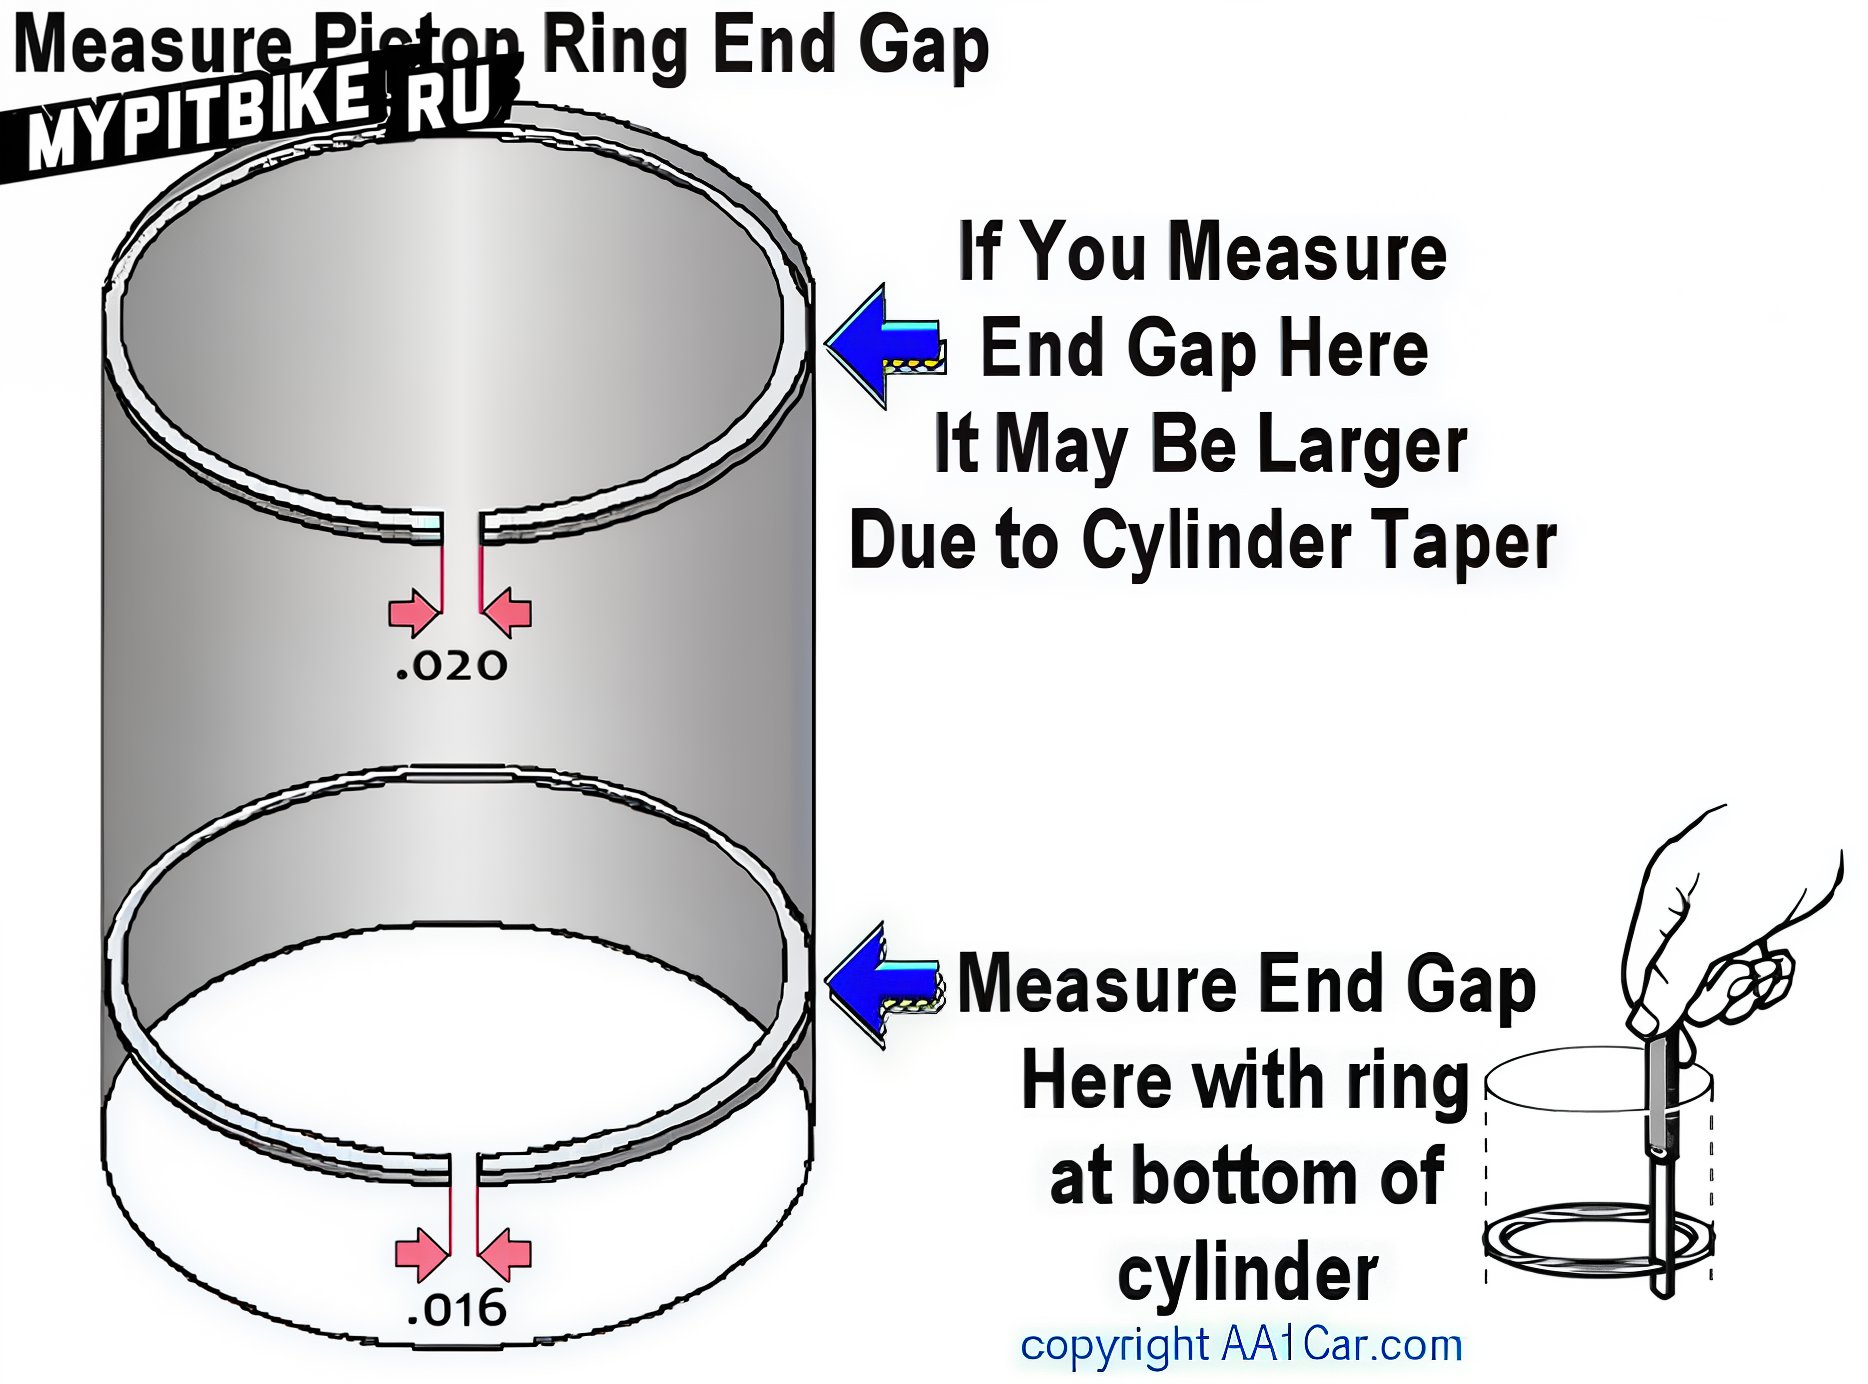 Measure Piston Ring End Gap
MYPITBIKE RU
If You Measure
End Gap Here
It May Be Larger
Due to Cylinder Taper
.020
Measure End Gap
Here with ring
at bottom of
cylinder
.016
copyright AA1Car.com